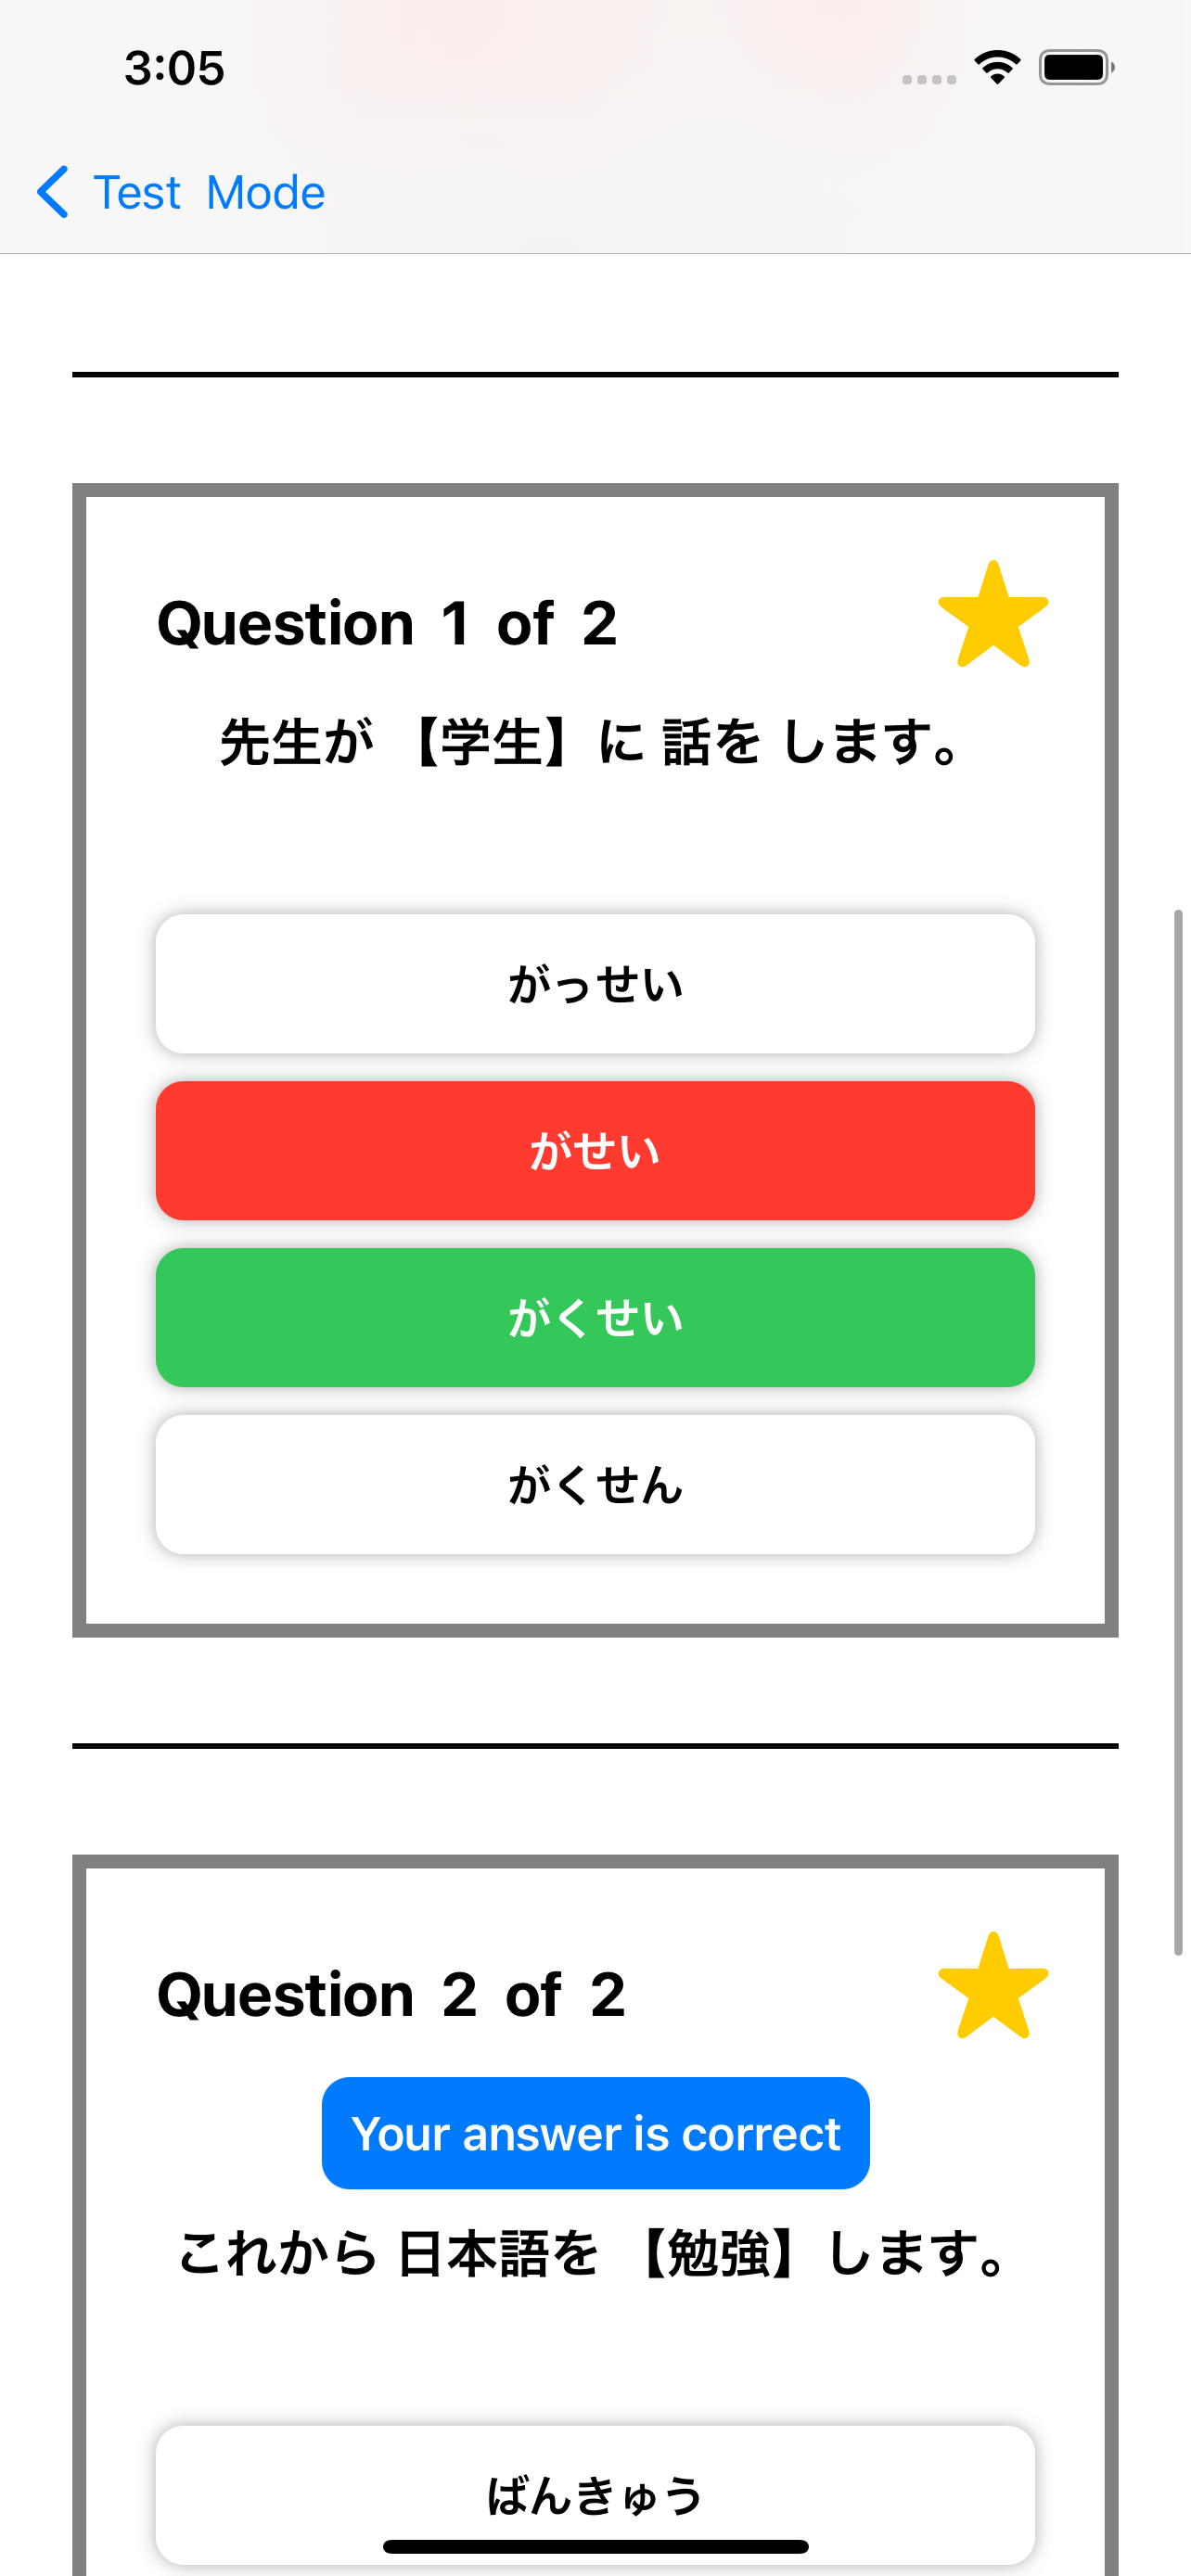 3:05
Test Mode
Question 1 of 2
先生が 【学生】に 話を します。
がっせい
がせい
がくせい
がくせん
Question 2 of 2
Your answer is correct
これから 日本語を 【勉強】します。
ばんきゅう